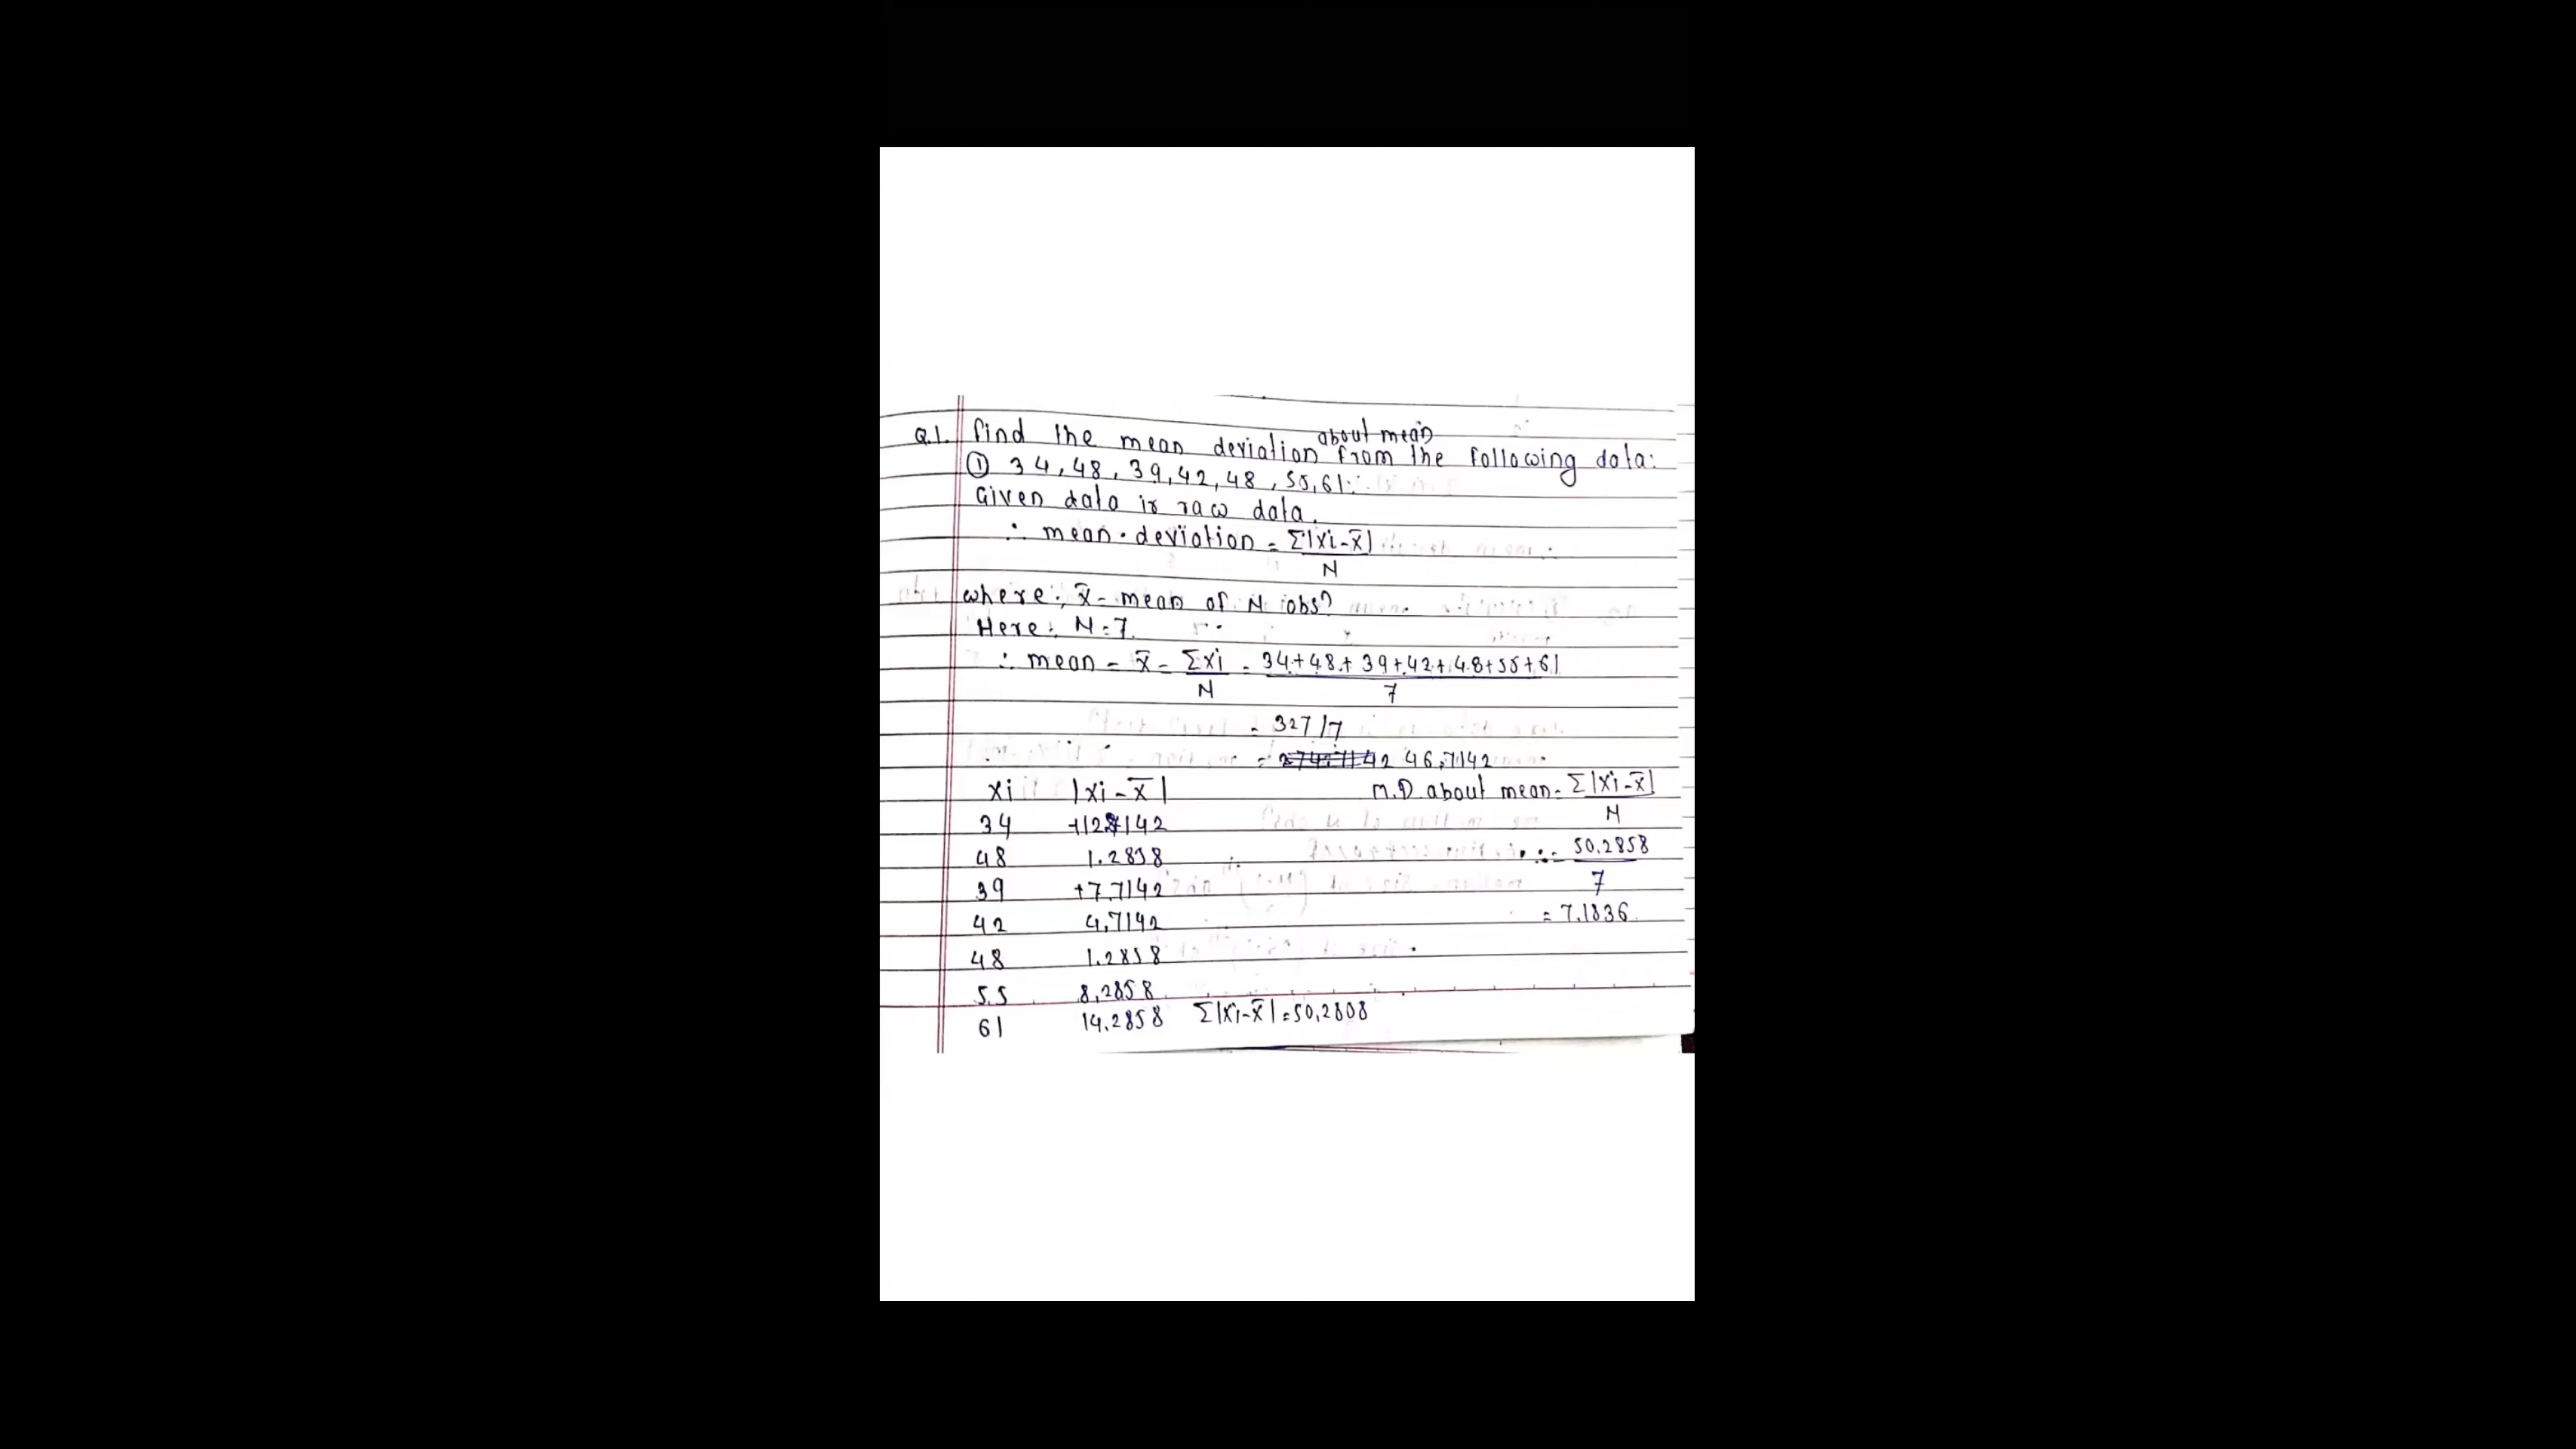 Q.1. find the mean deviation about mean from the following data:
① 34, 48, 39, 42, 48, 55, 61.
Given data is raw data.
∴ mean deviation = Σ|xi-x̄|
N
where, x̄ - mean of N obsⁿ
Here, N=7.
∴ mean = x̄ = Σxi = 34+48+39+42+48+55+61
N 7
= 327/7
= 46.7142
xi |xi-x̄| M.D about mean = Σ|xi-x̄|
N
34 +127142
48 1.2858 ∴ = 50.2858
39 +7.7142 7
42 4.7142 = 7.1836
48 1.2858
55 8.2858
61 14.2858 Σ|xi-x̄| = 50.2808